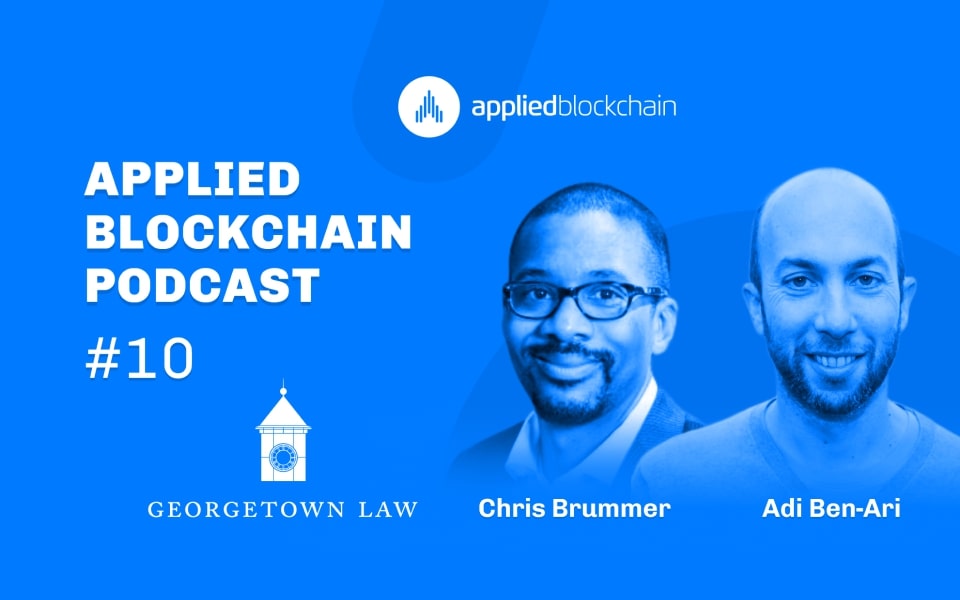 appliedblockchain
APPLIED
BLOCKCHAIN
PODCAST
#10
GEORGETOWN LAW
Chris Brummer
Adi Ben-Ari